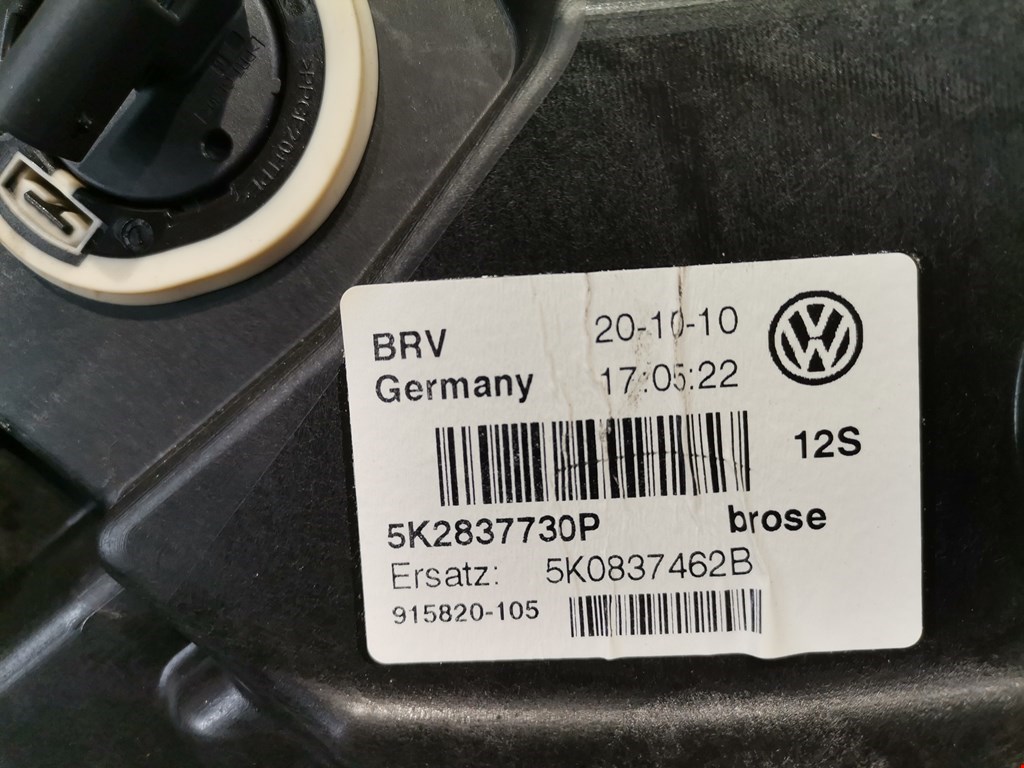 BRV
Germany
20-10-10
17:05:22
12S
5K2837730P
brose
Ersatz: 5K0837462B
915820-105